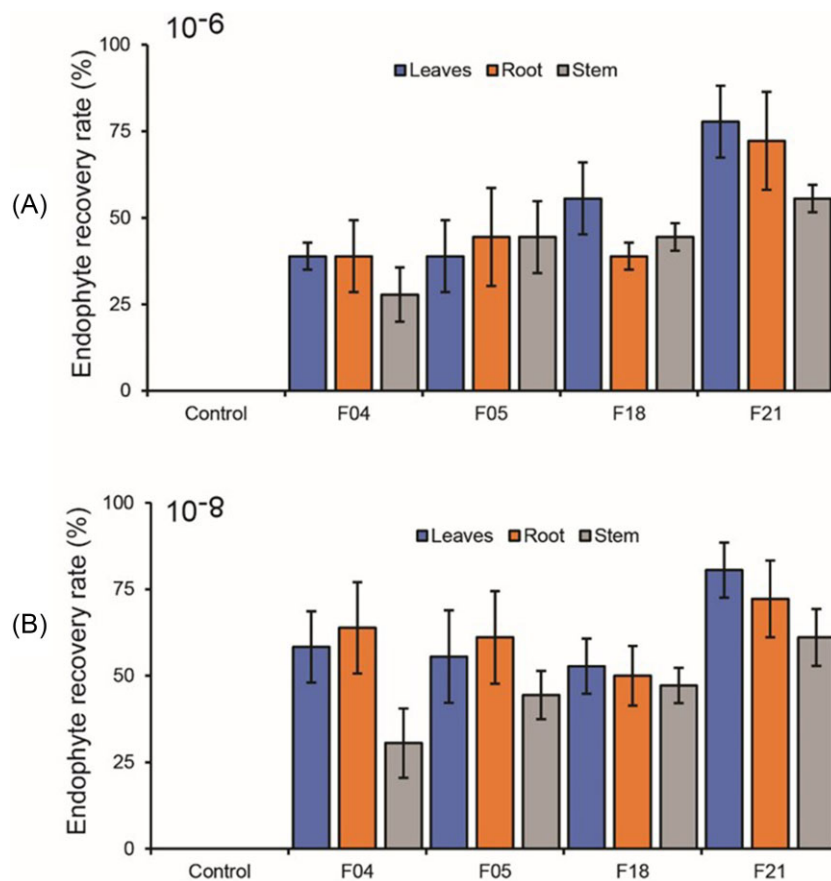 10-6
100
Leaves Root Stem
75
(A)
Endophyte recovery rate (%)
50
25
0
Control F04 F05 F18 F21
10-8
100
Leaves Root Stem
75
(B)
Endophyte recovery rate (%)
50
25
0
Control F04 F05 F18 F21